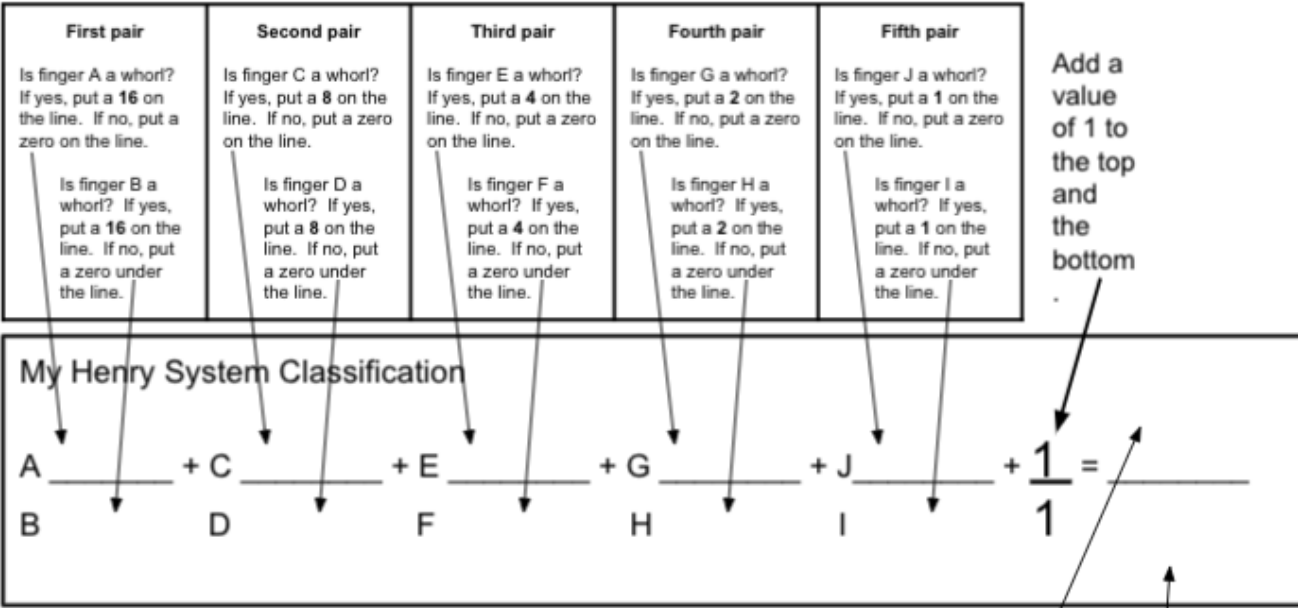 First pair
Is finger A a whorl?
If yes, put a 16 on
the line. If no, put a
zero on the line.
Is finger B a
whorl? If yes,
put a 16 on the
line. If no, put
a zero under
the line.
Second pair
Is finger C a whorl?
If yes, put a 8 on the
line. If no, put a zero
on the line.
Is finger D a
whorl? If yes,
put a 8 on the
line. If no, put
a zero under
the line.
Third pair
Is finger E a whorl?
If yes, put a 4 on the
line. If no, put a zero
on the line.
Is finger F a
whorl? If yes,
put a 4 on the
line. If no, put
a zero under
the line.
Fourth pair
Is finger G a whorl?
If yes, put a 2 on the
line. If no, put a zero
on the line.
Is finger H a
whorl? If yes,
put a 2 on the
line. If no, put
a zero under
the line.
Fifth pair
Is finger J a whorl?
If yes, put a 1 on the
line. If no, put a zero
on the line.
Is finger I a
whorl? If yes,
put a 1 on the
line. If no, put
a zero under
the line.
Add a
value
of 1 to
the top
and
the
bottom
.
My Henry System Classification
A ________ + C ________ + E ________ + G ________ + J ________ + 1 = ________
B D F H I 1